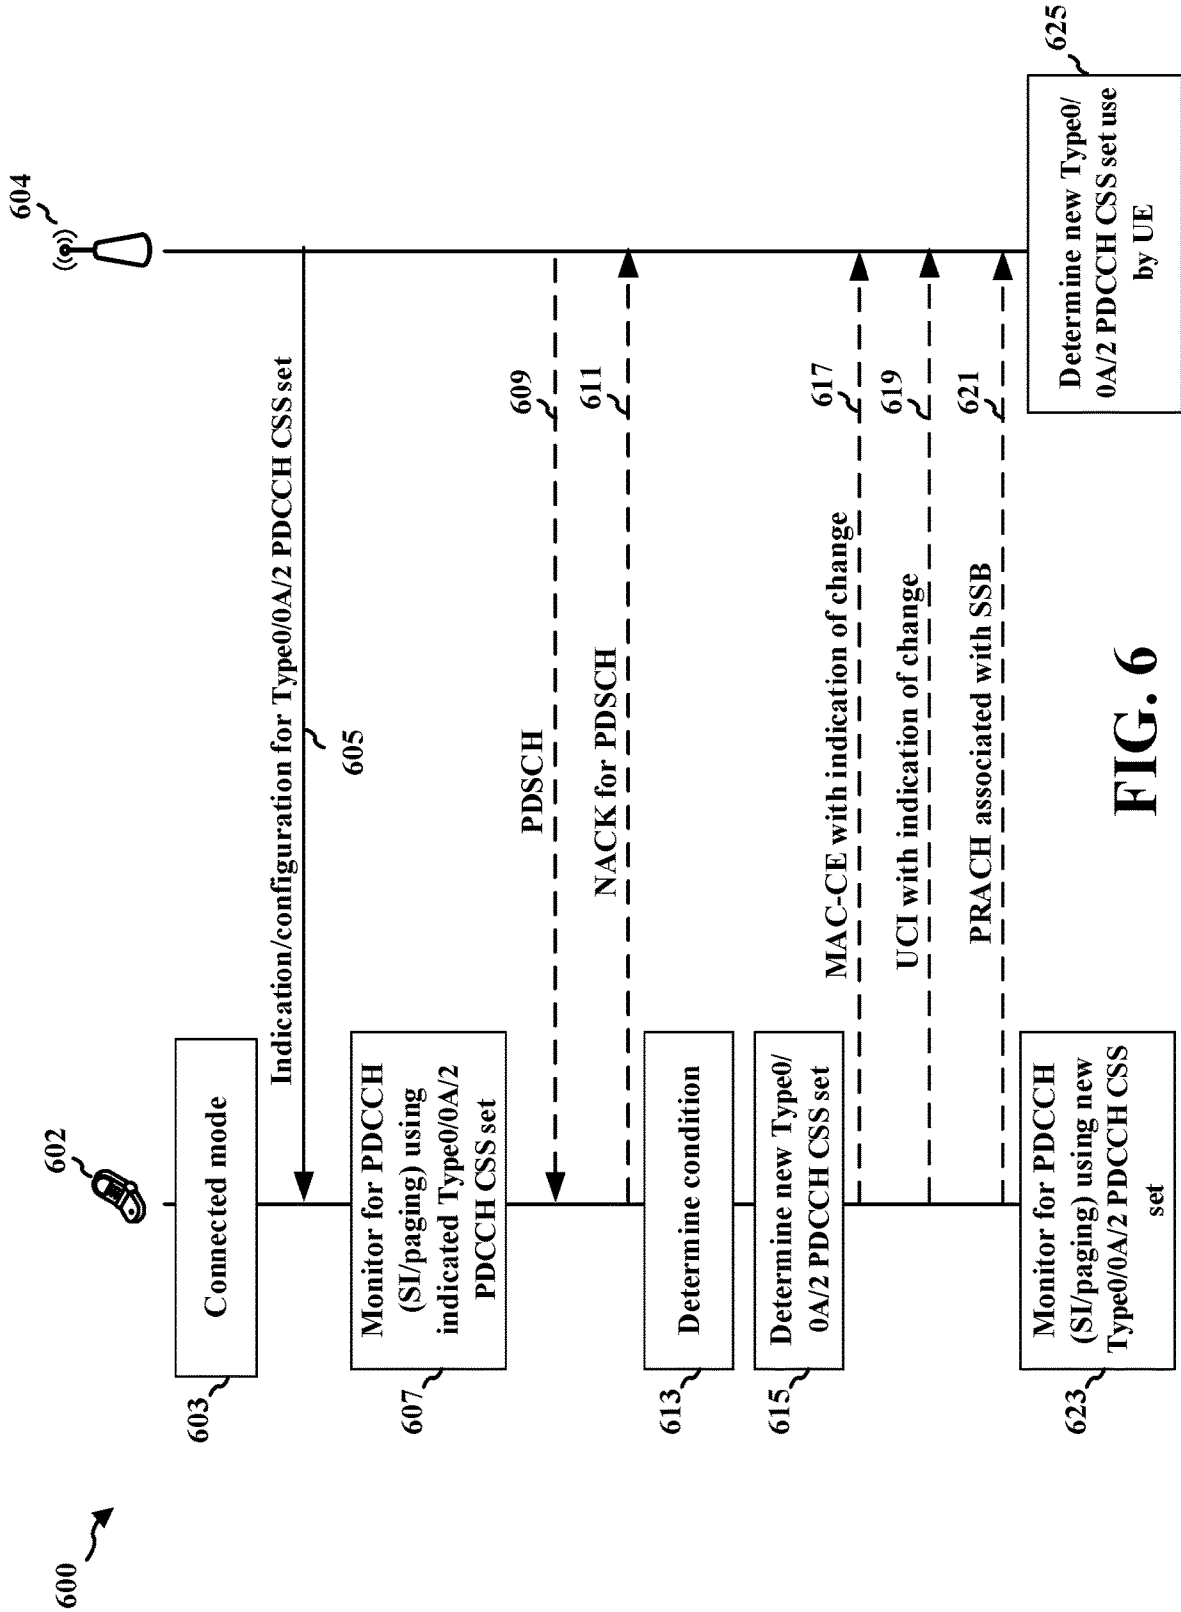 600
602
604
Connected mode
603
Indication/configuration for Type0/0A/2 PDCCH CSS set
605
Monitor for PDCCH
(SI/paging) using
indicated Type0/0A/2
PDCCH CSS set
607
PDSCH
609
NACK for PDSCH
611
Determine condition
613
Determine new Type0/
0A/2 PDCCH CSS set
615
MAC-CE with indication of change
617
UCI with indication of change
619
PRACH associated with SSB
621
Monitor for PDCCH
(SI/paging) using new
Type0/0A/2 PDCCH CSS
set
623
Determine new Type0/
0A/2 PDCCH CSS set use
by UE
625
FIG. 6